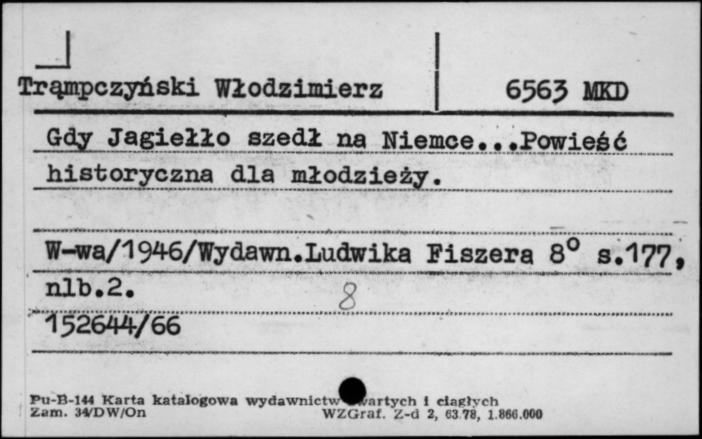 Trąmpczyński Włodzimierz 6563 MKD
Gdy Jagiełło szedł na Niemce...Powieść
historyczna dla młodzieży.
W-wa/1946/Wydawn.Ludwika Fiszera 8° s.177,
nlb.2.
8
152644/66
Pu-B-144 Karta katalogowa wydawnictw zwartych i ciągłych
Zam. 34/DW/On WZGraf. Z-d 2, 63.78, 1.866.000